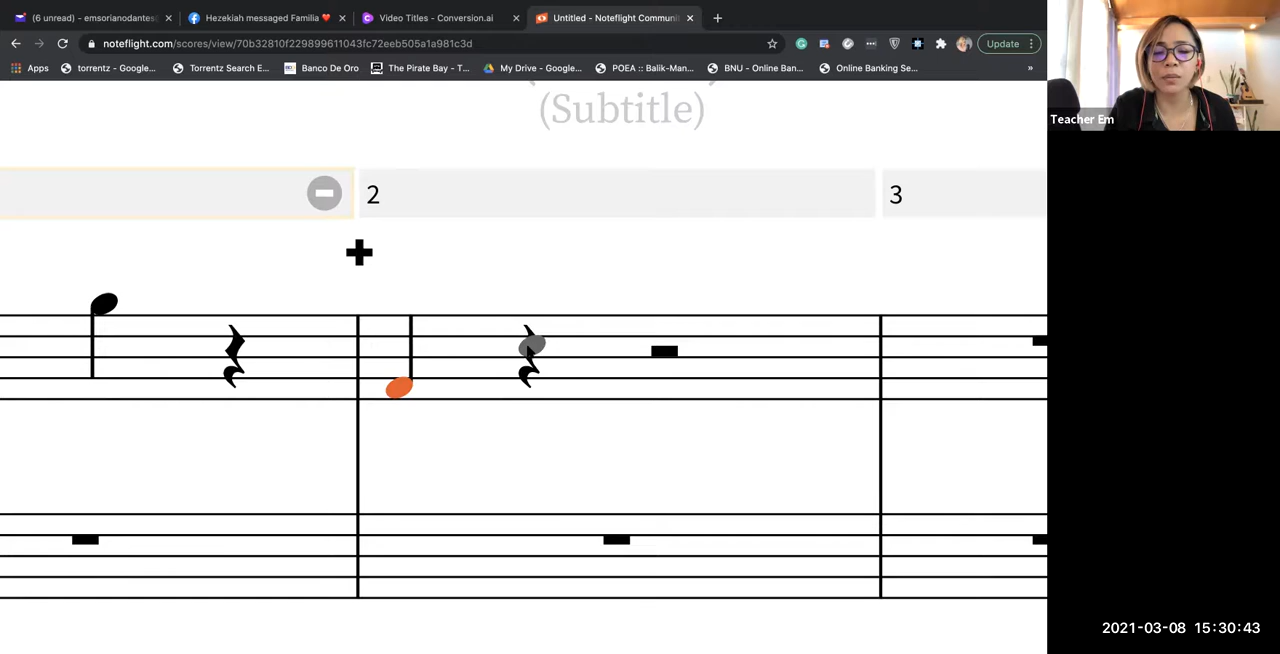 (6 unread) - emsorianodantes
Hezekiah messaged Familia ❤️
Video Titles - Conversion.ai
Untitled - Noteflight Communi
noteflight.com/scores/view/70b32810f229899611043fc72eeb505a1a981c3d
Update
Apps
torrentz - Google...
Torrentz Search E...
Banco De Oro
The Pirate Bay - T...
My Drive - Google...
POEA :: Balik-Man...
BNU - Online Ban...
Online Banking Se...
»
(Subtitle)
2
3
Teacher Em
2021-03-08 15:30:43